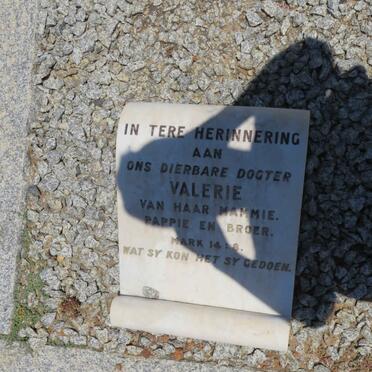 IN TERE HERINNERING
AAN
ONS DIERBARE DOGTER
VALERIE
VAN HAAR MAMMIE.
PAPPIE EN BROER.
MARK 14:8.
WAT SY KON HET SY GEDOEN.